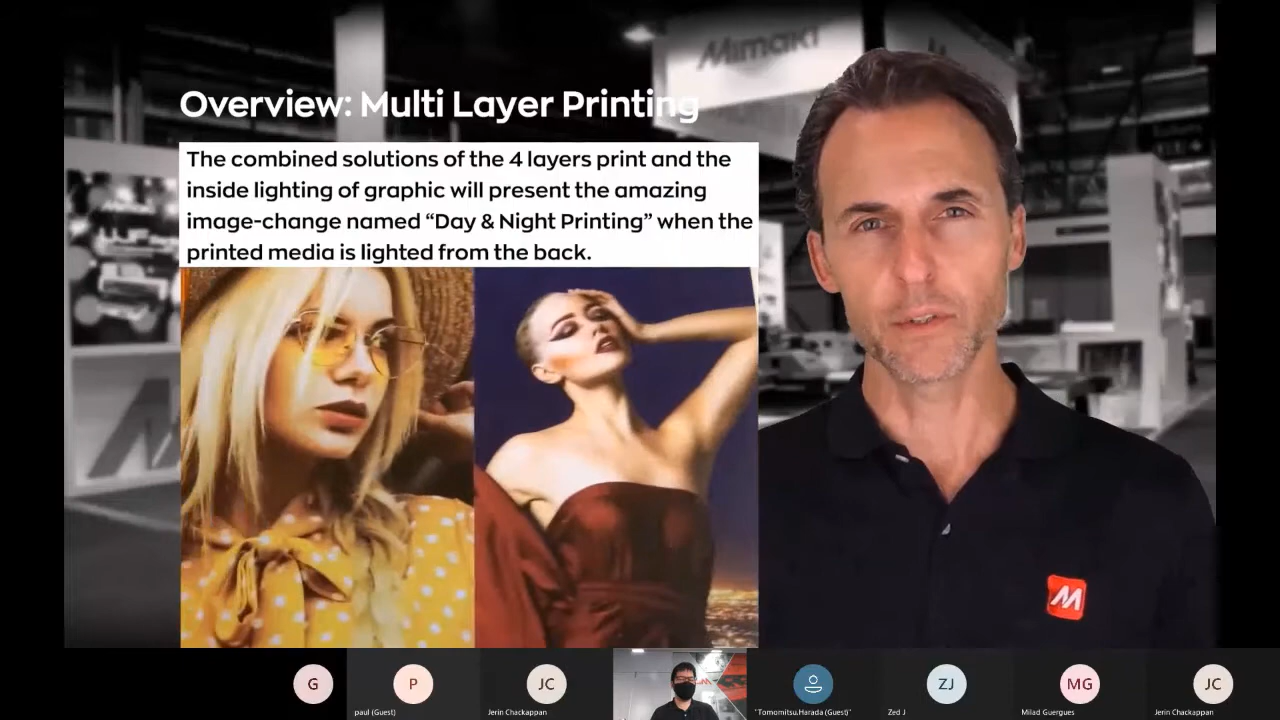 Mimaki
Overview: Multi Layer Printing
The combined solutions of the 4 layers print and the
inside lighting of graphic will present the amazing
image-change named “Day & Night Printing” when the
printed media is lighted from the back.
M
G
P
JC
ZJ
MG
JC
paul (Guest)
Jerin Chackappan
"Tomomitsu.Harada (Guest)"
Zed J
Milad Guergues
Jerin Chackappan